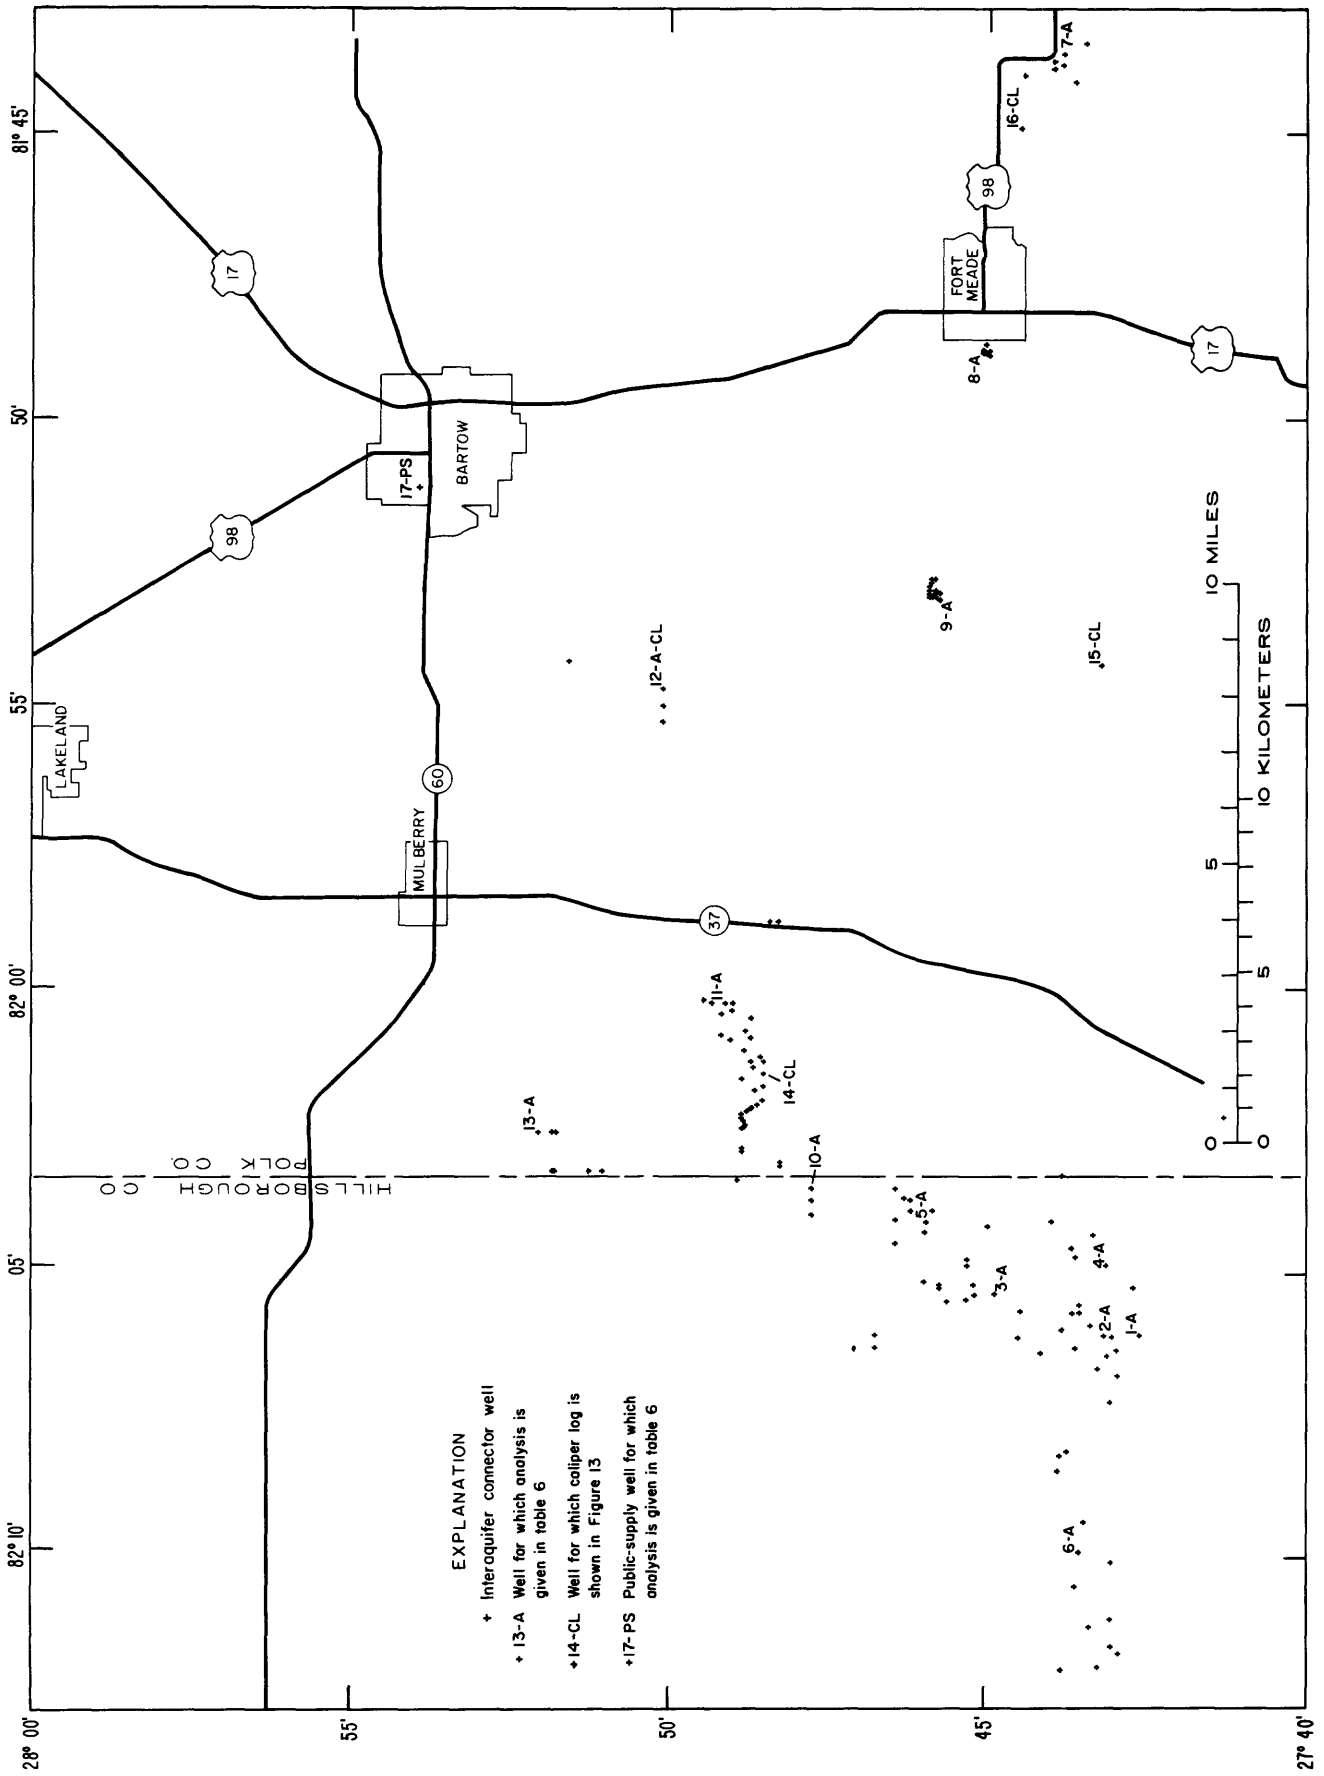 82° 10'
05'
82° 00'
55'
50
81° 45'
28° 00'
55'
50'
45'
27° 40'
LAKELAND
17
98
HILLSBOROUGH CO
POLK CO.
MULBERRY
60
17-PS
BARTOW
EXPLANATION
+ Interaquifer connector well
+ 13-A Well for which analysis is
given in table 6
+14-CL Well for which caliper log is
shown in Figure 13
+17-PS Public-supply well for which
analysis is given in table 6
13-A
11-A
37
14-CL
10-A
12-A-CL
5-A
3-A
9-A
8-A
FORT
MEADE
98
16-CL
7-A
6-A
4-A
2-A
1-A
15-CL
17
0 5 10 MILES
0 5 10 KILOMETERS